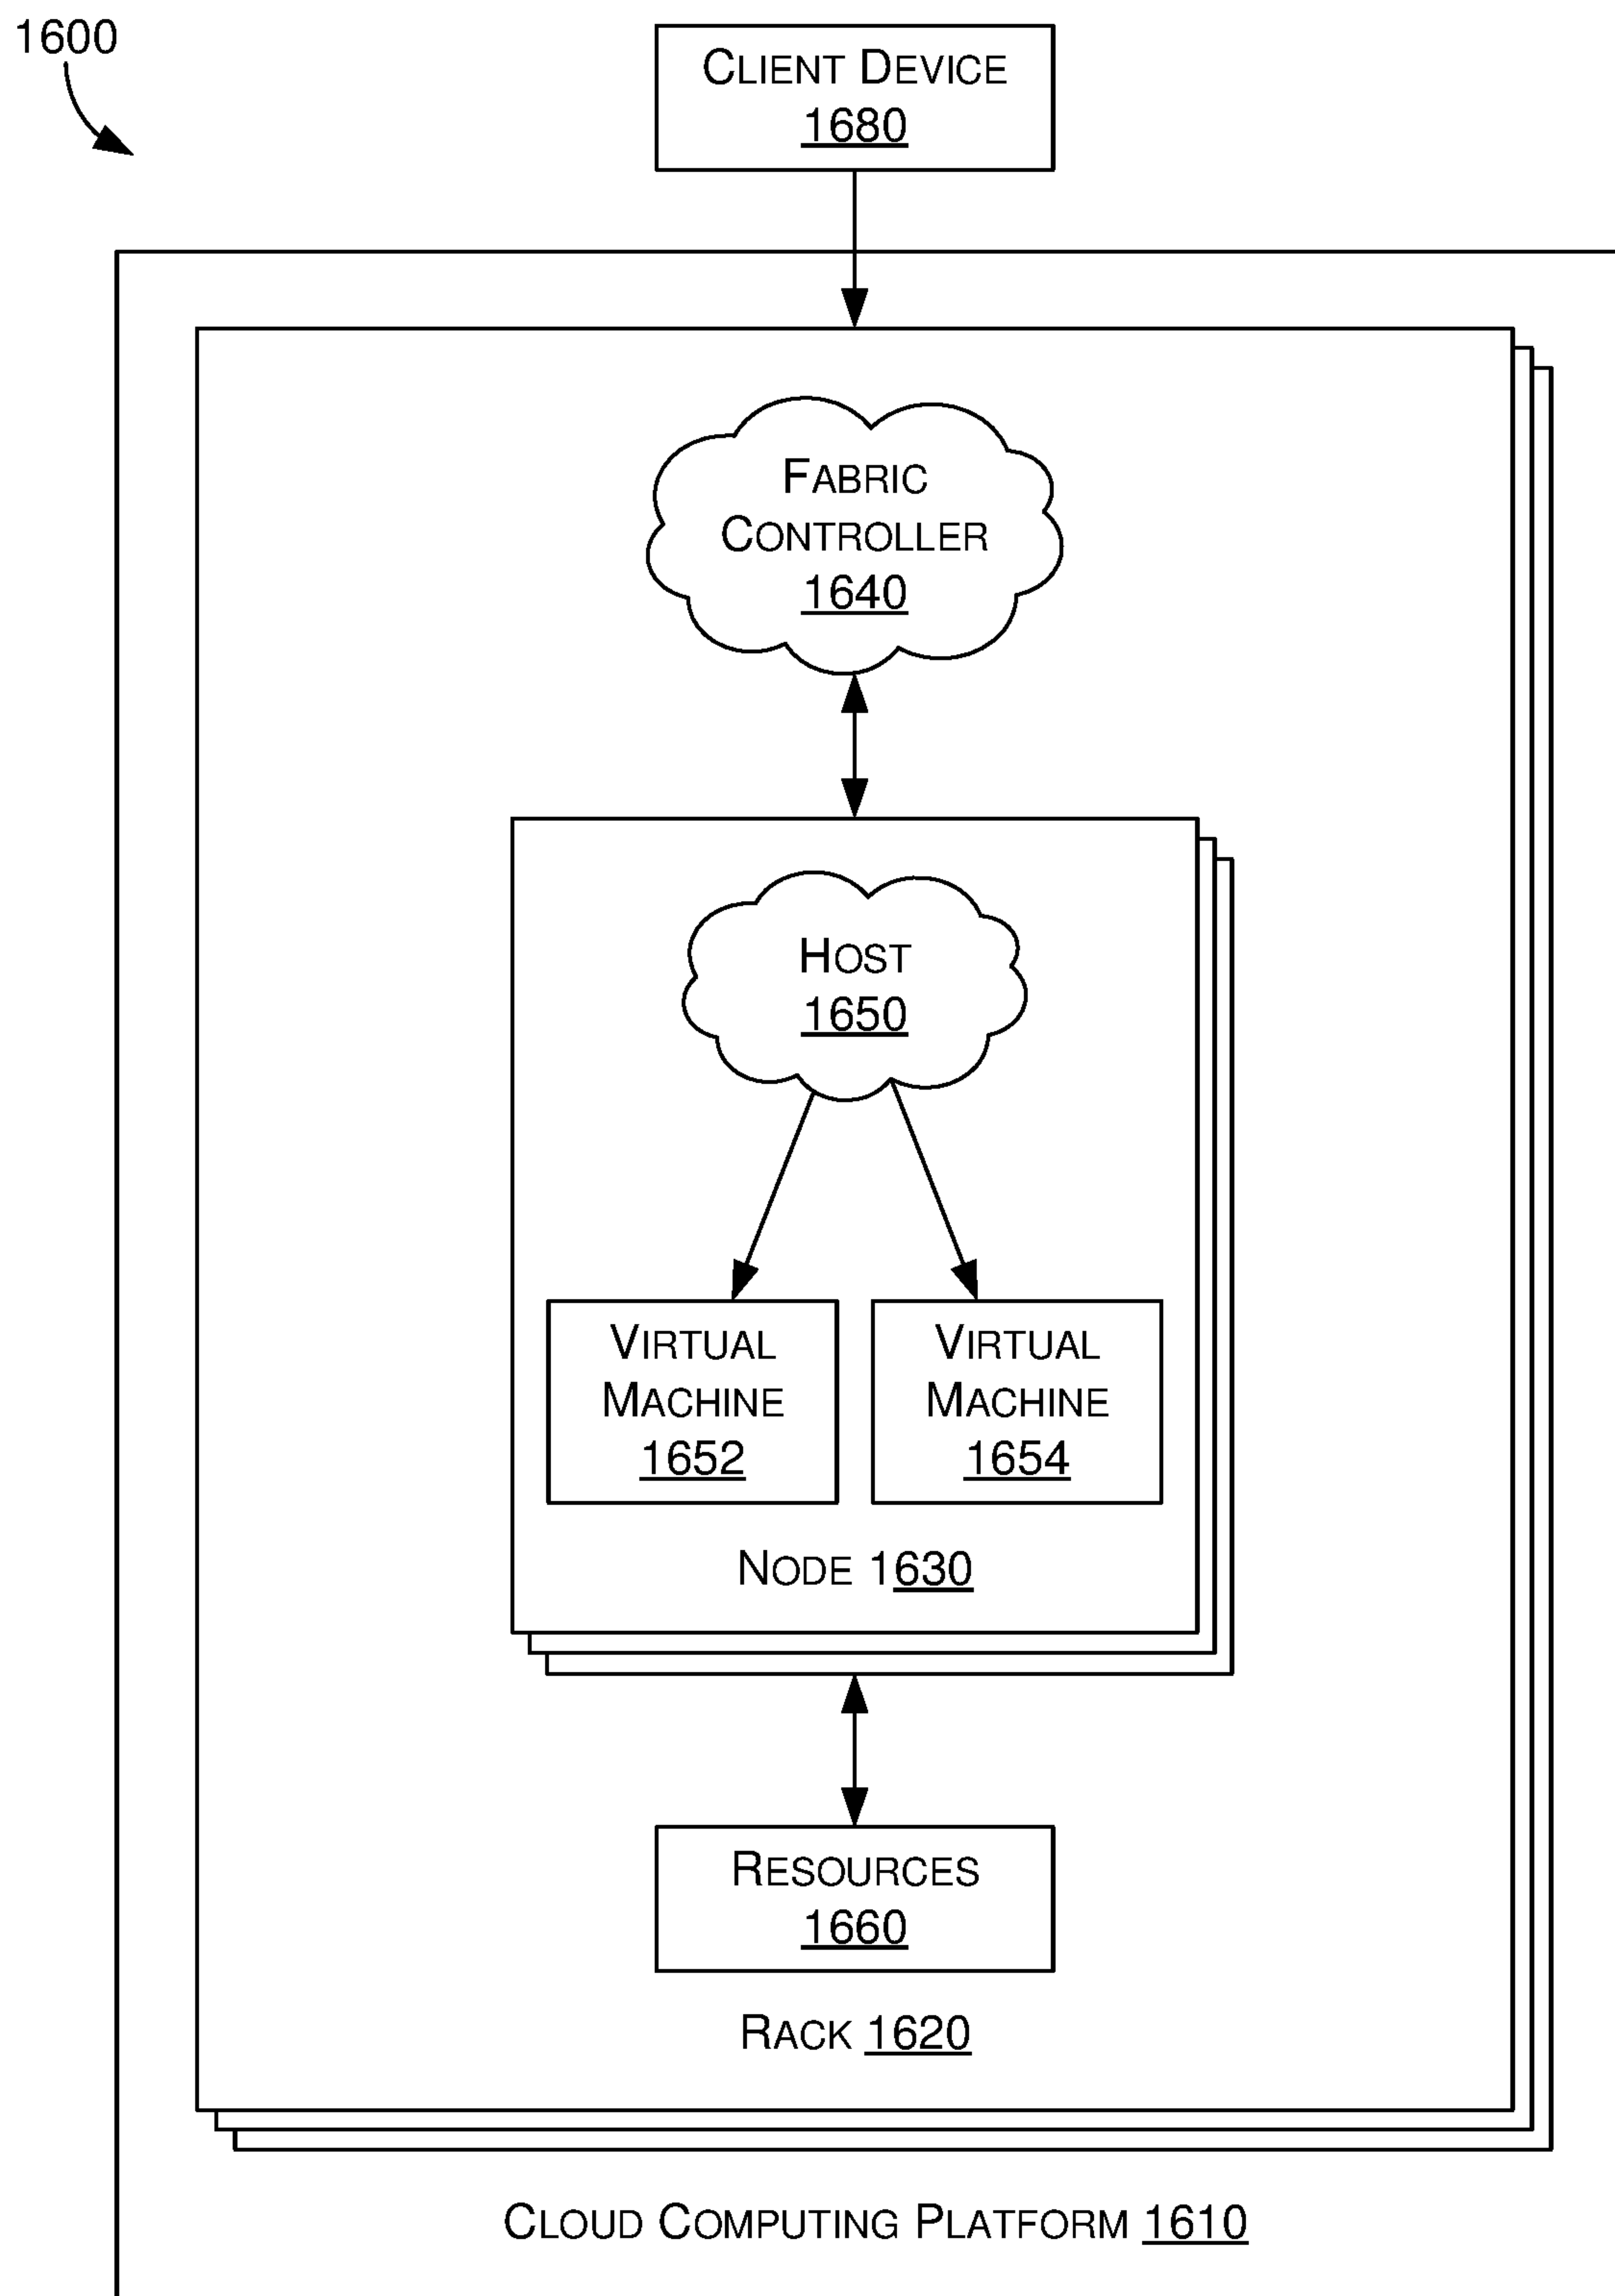 1600
CLIENT DEVICE
1680
FABRIC
CONTROLLER
1640
HOST
1650
VIRTUAL
MACHINE
1652
VIRTUAL
MACHINE
1654
NODE 1630
RESOURCES
1660
RACK 1620
CLOUD COMPUTING PLATFORM 1610